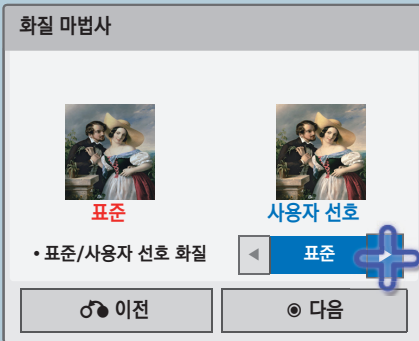 화질 마법사
표준 사용자 선호
• 표준/사용자 선호 화질 ◀ 표준 ▶
이전 ◉ 다음